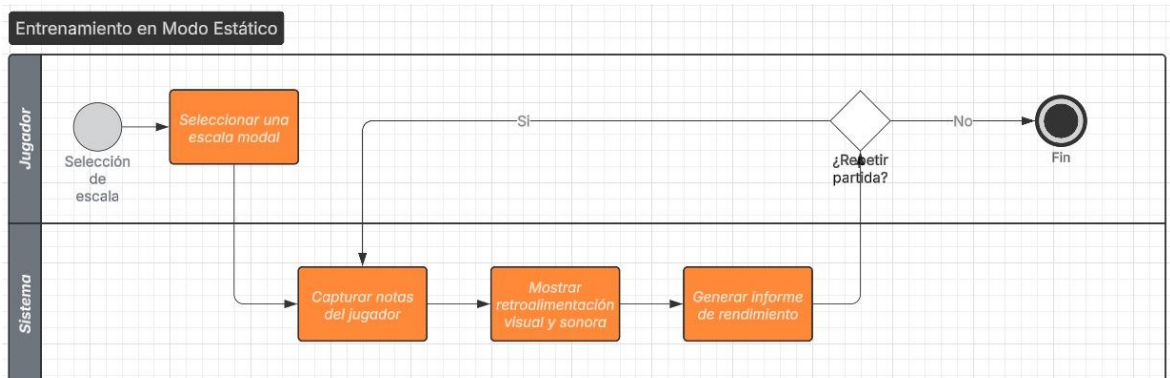 Entrenamiento en Modo Estático
Jugador
Selección
de
escala
Seleccionar una
escala modal
Si
¿Repetir
partida?
No
Fin
Sistema
Capturar notas
del jugador
Mostrar
retroalimentación
visual y sonora
Generar informe
de rendimiento